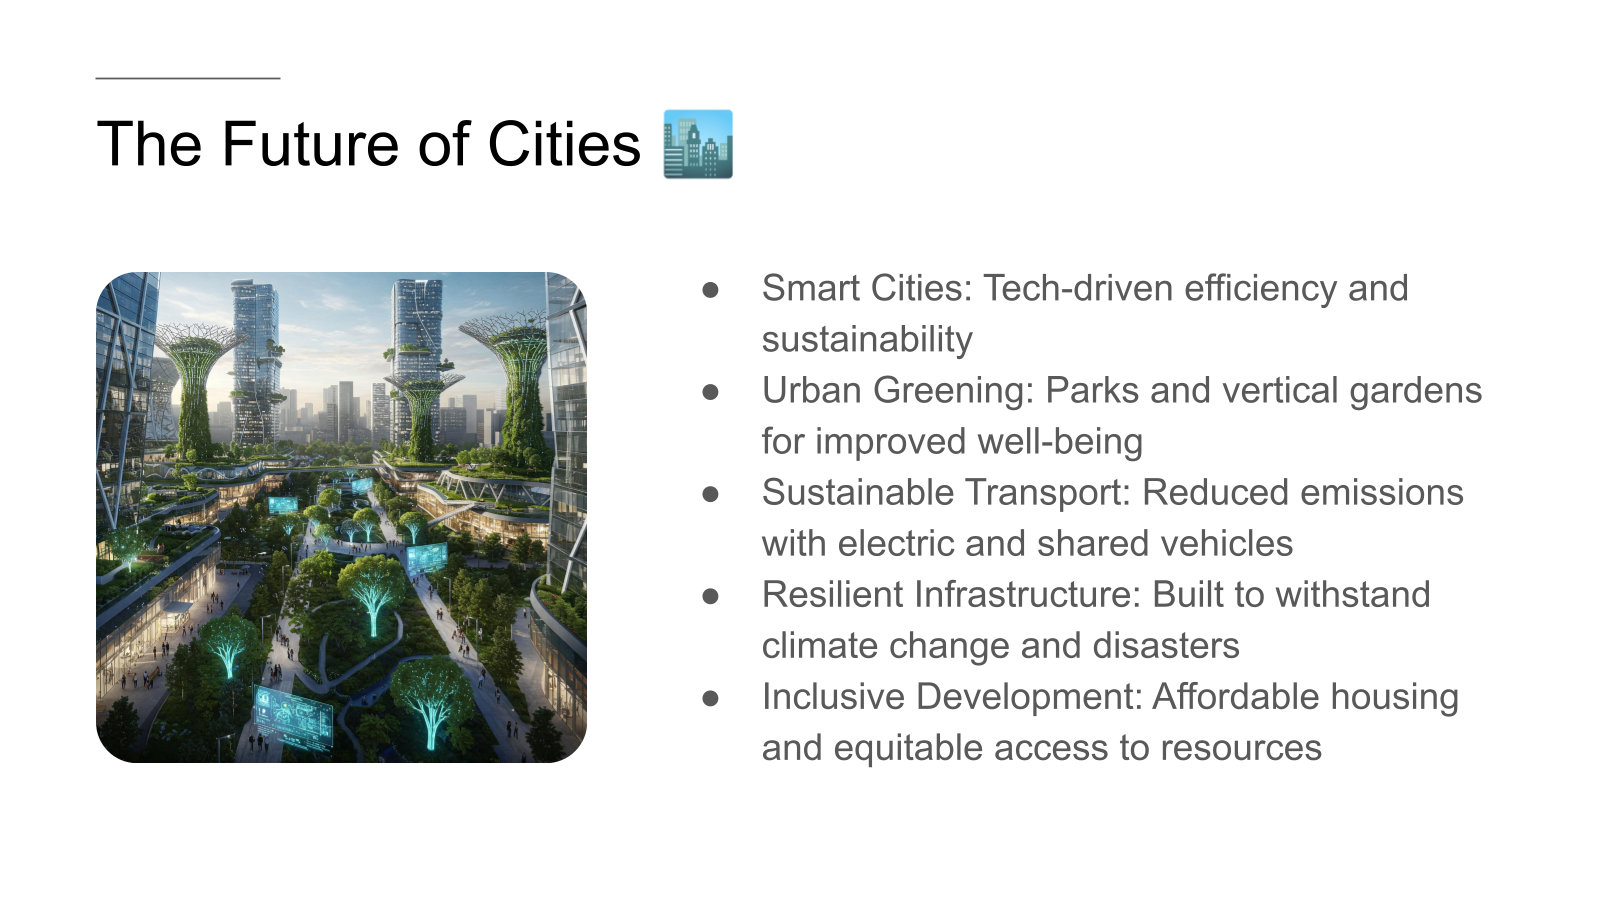 The Future of Cities 🏙️
● Smart Cities: Tech-driven efficiency and
sustainability
● Urban Greening: Parks and vertical gardens
for improved well-being
● Sustainable Transport: Reduced emissions
with electric and shared vehicles
● Resilient Infrastructure: Built to withstand
climate change and disasters
● Inclusive Development: Affordable housing
and equitable access to resources